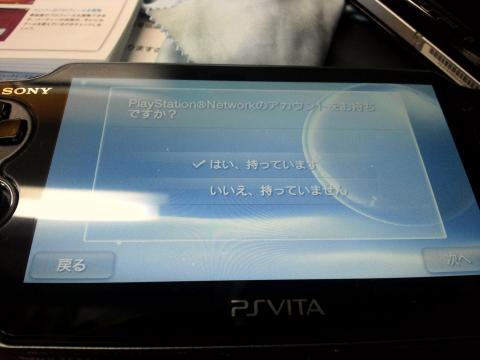 SONY
PlayStation®Networkのアカウントをお持ち
ですか？
はい、持っています
いいえ、持っていません
戻る
次へ
PSVITA